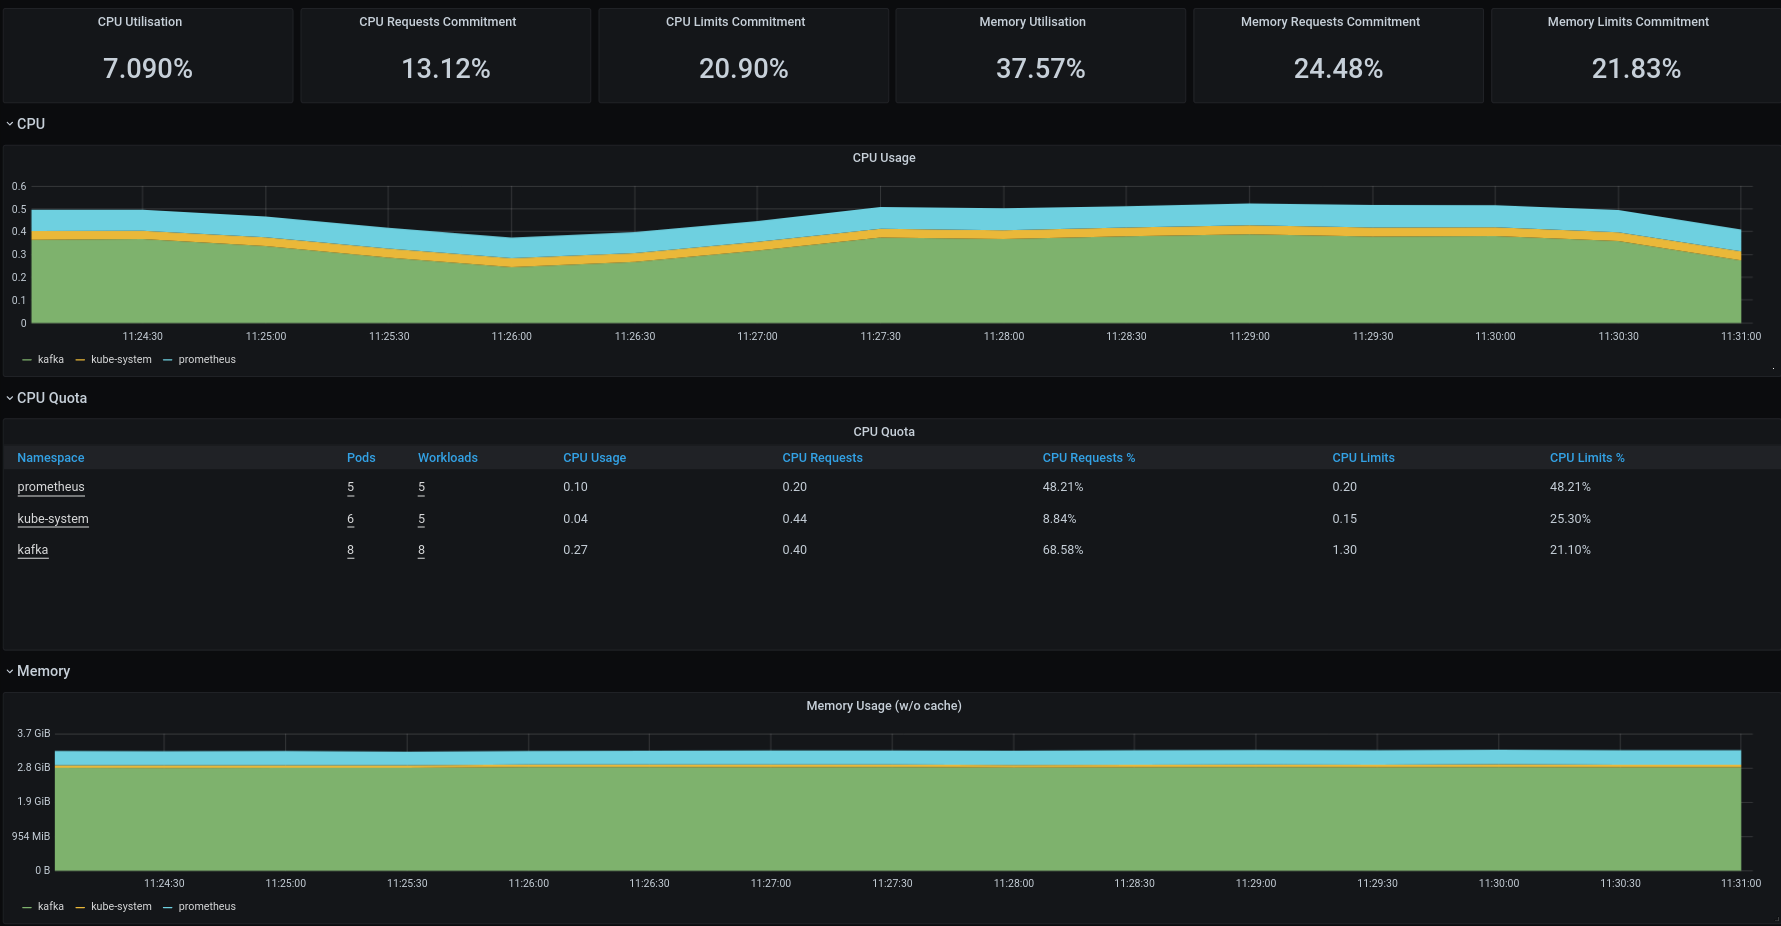 CPU Utilisation CPU Requests Commitment CPU Limits Commitment Memory Utilisation Memory Requests Commitment Memory Limits Commitment
7.090% 13.12% 20.90% 37.57% 24.48% 21.83%
CPU
CPU Usage
0.6
0.5
0.4
0.3
0.2
0.1
0
11:24:30 11:25:00 11:25:30 11:26:00 11:26:30 11:27:00 11:27:30 11:28:00 11:28:30 11:29:00 11:29:30 11:30:00 11:30:30 11:31:00
kafka kube-system prometheus
CPU Quota
CPU Quota
Namespace Pods Workloads CPU Usage CPU Requests CPU Requests % CPU Limits CPU Limits %
prometheus 5 5 0.10 0.20 48.21% 0.20 48.21%
kube-system 6 5 0.04 0.44 8.84% 0.15 25.30%
kafka 8 8 0.27 0.40 68.58% 1.30 21.10%
Memory
Memory Usage (w/o cache)
3.7 GiB
2.8 GiB
1.9 GiB
954 MiB
0 B
11:24:30 11:25:00 11:25:30 11:26:00 11:26:30 11:27:00 11:27:30 11:28:00 11:28:30 11:29:00 11:29:30 11:30:00 11:30:30 11:31:00
kafka kube-system prometheus